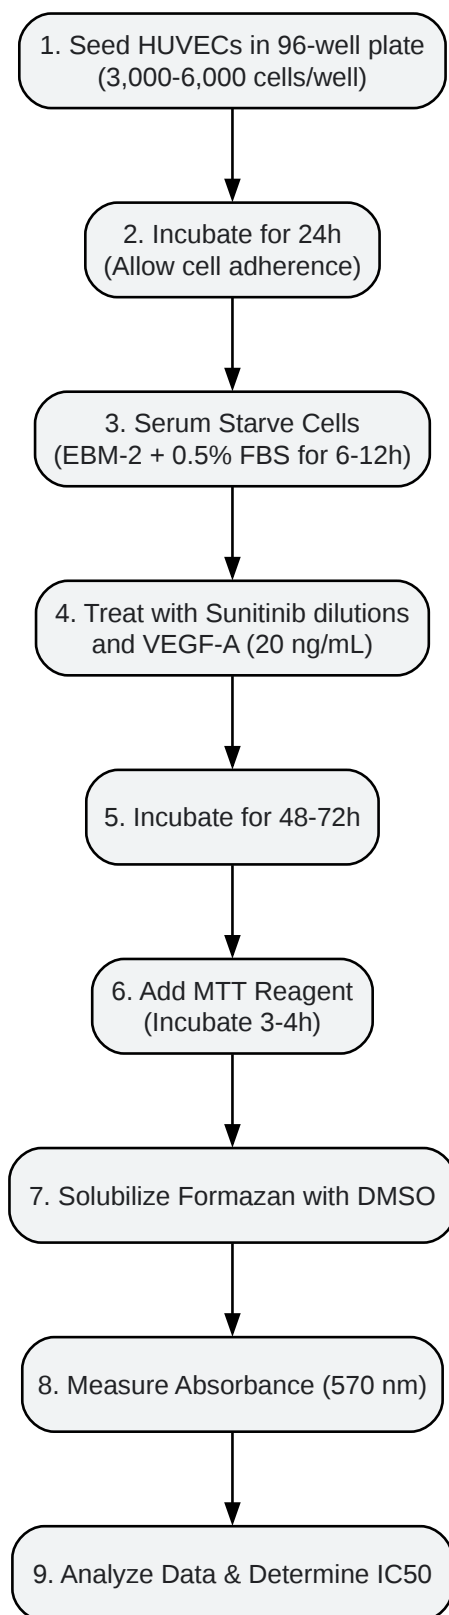 1. Seed HUVECs in 96-well plate
(3,000-6,000 cells/well)
2. Incubate for 24h
(Allow cell adherence)
3. Serum Starve Cells
(EBM-2 + 0.5% FBS for 6-12h)
4. Treat with Sunitinib dilutions
and VEGF-A (20 ng/mL)
5. Incubate for 48-72h
6. Add MTT Reagent
(Incubate 3-4h)
7. Solubilize Formazan with DMSO
8. Measure Absorbance (570 nm)
9. Analyze Data & Determine IC50